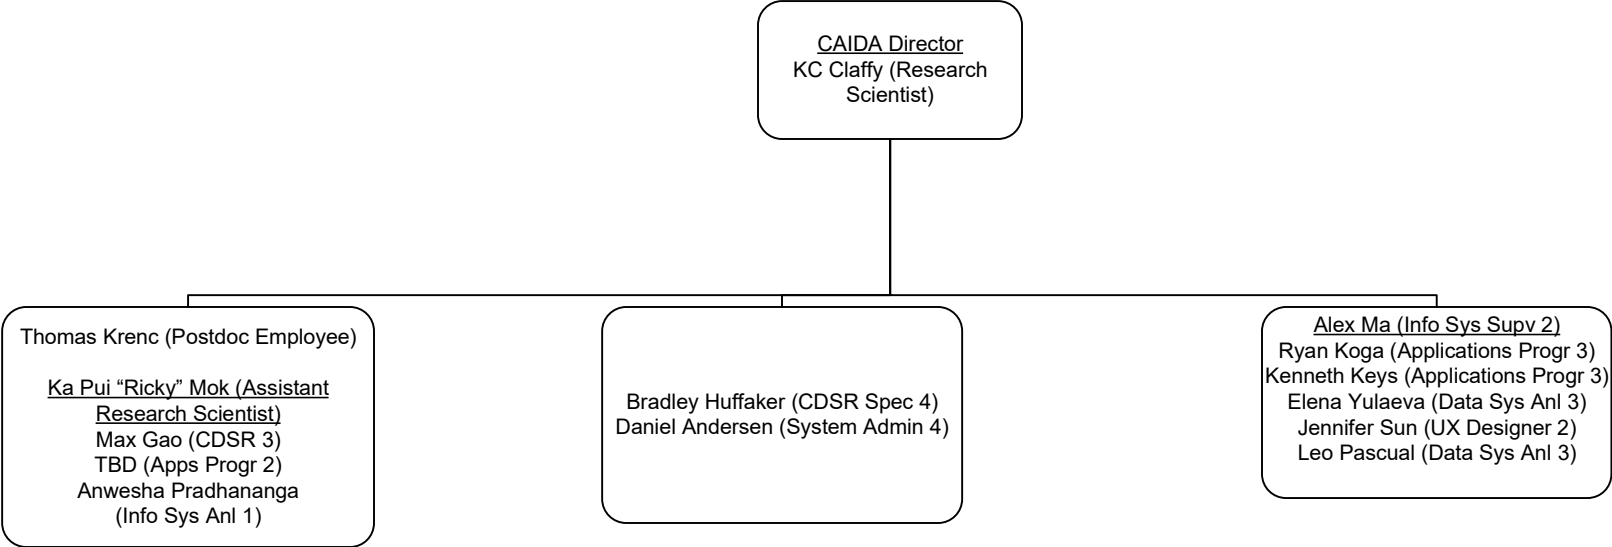 CAIDA Director
KC Claffy (Research
Scientist)
Thomas Krenc (Postdoc Employee)
Ka Pui “Ricky” Mok (Assistant
Research Scientist)
Max Gao (CDSR 3)
TBD (Apps Progr 2)
Anwesha Pradhananga
(Info Sys Anl 1)
Bradley Huffaker (CDSR Spec 4)
Daniel Andersen (System Admin 4)
Alex Ma (Info Sys Supv 2)
Ryan Koga (Applications Progr 3)
Kenneth Keys (Applications Progr 3)
Elena Yulaeva (Data Sys Anl 3)
Jennifer Sun (UX Designer 2)
Leo Pascual (Data Sys Anl 3)